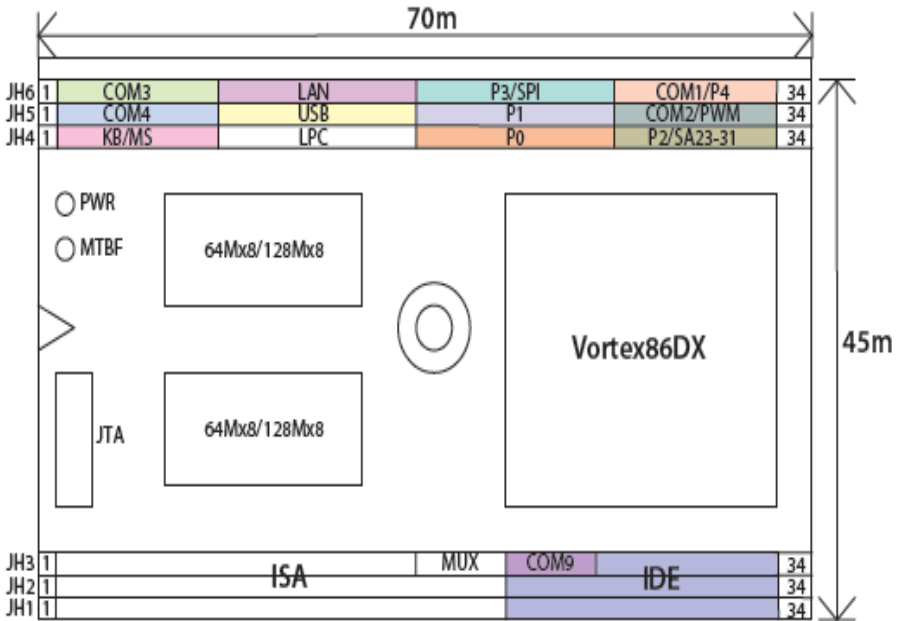 70m
JH6 1 COM3 LAN P3/SPI COM1/P4 34
JH5 1 COM4 USB P1 COM2/PWM 34
JH4 1 KB/MS LPC P0 P2/SA23-31 34
PWR
MTBF
64Mx8/128Mx8
Vortex86DX
45m
JTA
64Mx8/128Mx8
JH3 1 MUX COM9 34
ISA IDE
JH2 1 34
JH1 1 34